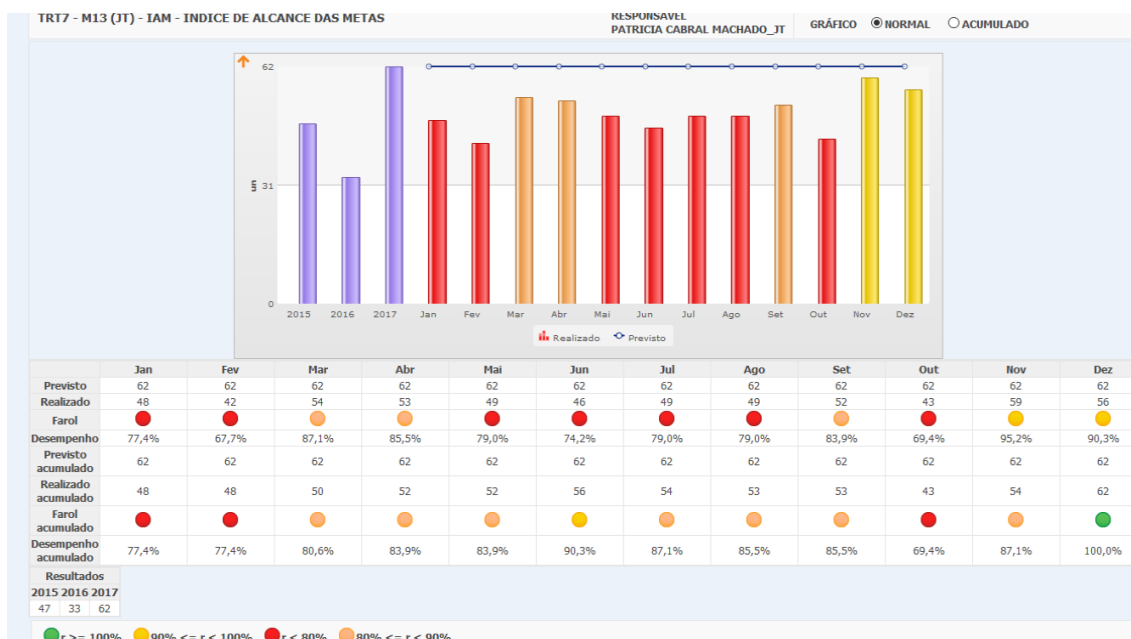 TRT7 - M13 (JT) - IAM - INDICE DE ALCANCE DAS METAS
RESPONSÁVEL
PATRICIA CABRAL MACHADO_JT
GRÁFICO NORMAL ACUMULADO
62
un 31
0
2015 2016 2017 Jan Fev Mar Abr Mai Jun Jul Ago Set Out Nov Dez
Realizado Previsto
Jan Fev Mar Abr Mai Jun Jul Ago Set Out Nov Dez
Previsto 62 62 62 62 62 62 62 62 62 62 62 62
Realizado 48 42 54 53 49 46 49 49 52 43 59 56
Farol
Desempenho 77,4% 67,7% 87,1% 85,5% 79,0% 74,2% 79,0% 79,0% 83,9% 69,4% 95,2% 90,3%
Previsto
acumulado 62 62 62 62 62 62 62 62 62 62 62 62
Realizado
acumulado 48 48 50 52 52 56 54 53 53 43 54 62
Farol
acumulado
Desempenho
acumulado 77,4% 77,4% 80,6% 83,9% 83,9% 90,3% 87,1% 85,5% 85,5% 69,4% 87,1% 100,0%
Resultados
2015 2016 2017
47 33 62
r >= 100% 90% <= r < 100% r < 80% 80% <= r < 90%